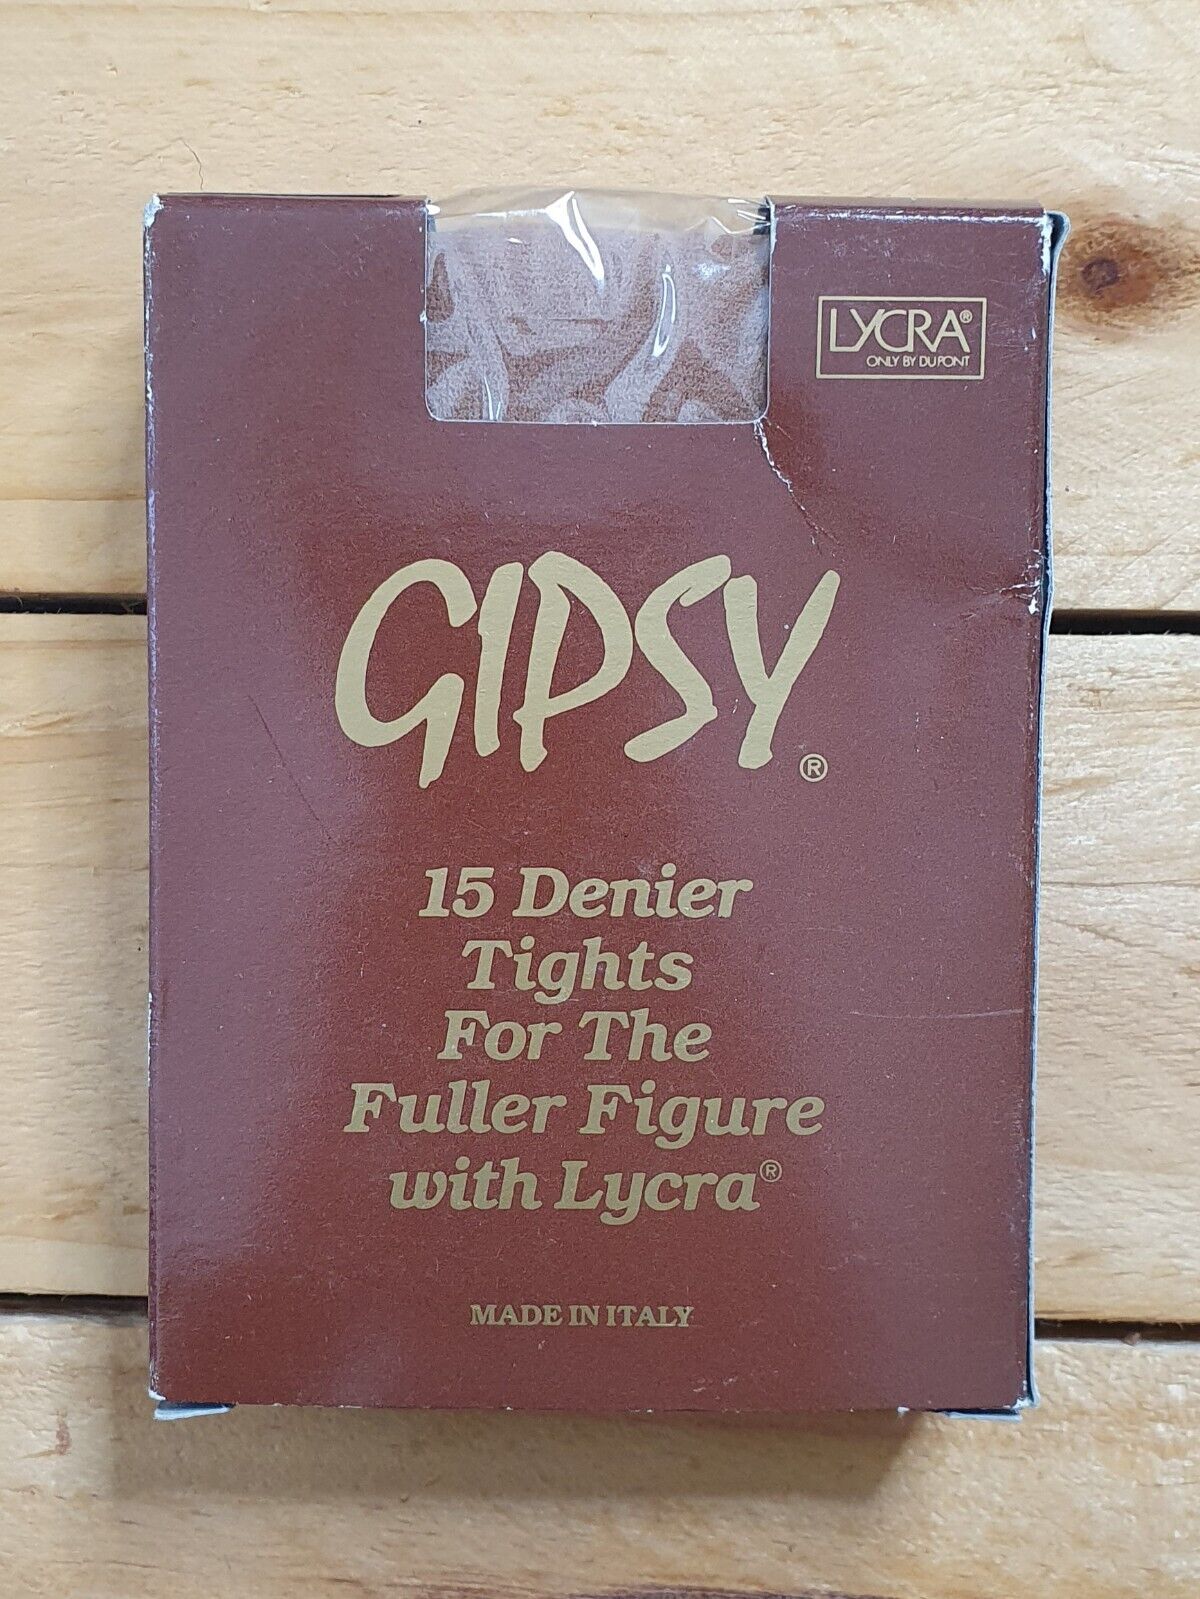 LYCRA®
ONLY BY DU PONT
GIPSY®
15 Denier
Tights
For The
Fuller Figure
with Lycra®
MADE IN ITALY